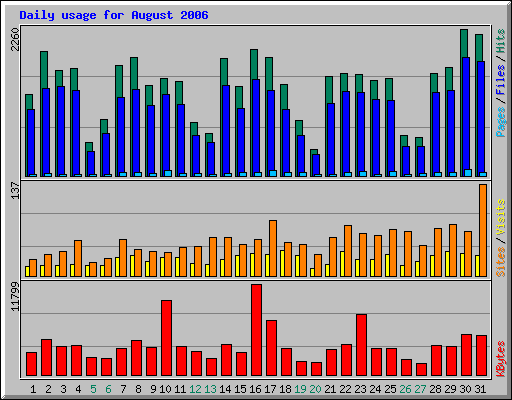 Daily usage for August 2006
2260
Pages / Files / Hits
137
Sites / Visits
11799
KBytes
1 2 3 4 5 6 7 8 9 10 11 12 13 14 15 16 17 18 19 20 21 22 23 24 25 26 27 28 29 30 31